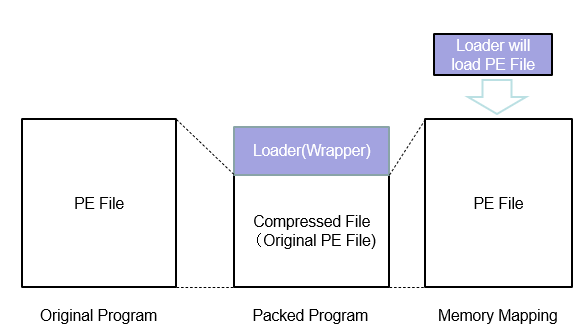 Loader will
load PE File
Loader(Wrapper)
PE File
Compressed File
（Original PE File)
PE File
Original Program
Packed Program
Memory Mapping